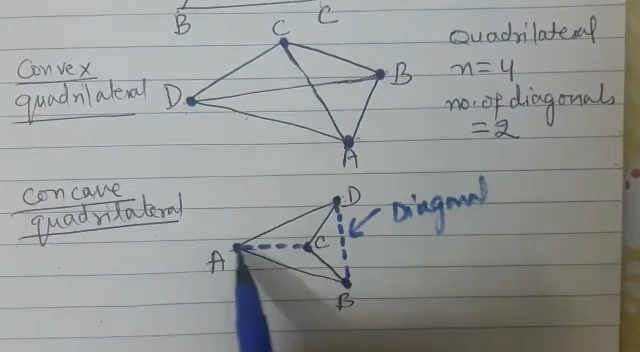 B C
C
Convex
quadrilateral
D
B
A
Quadrilateral
n=4
no. of diagonals
= 2
Concave
quadrilateral
D
Diagonal
A
C
B